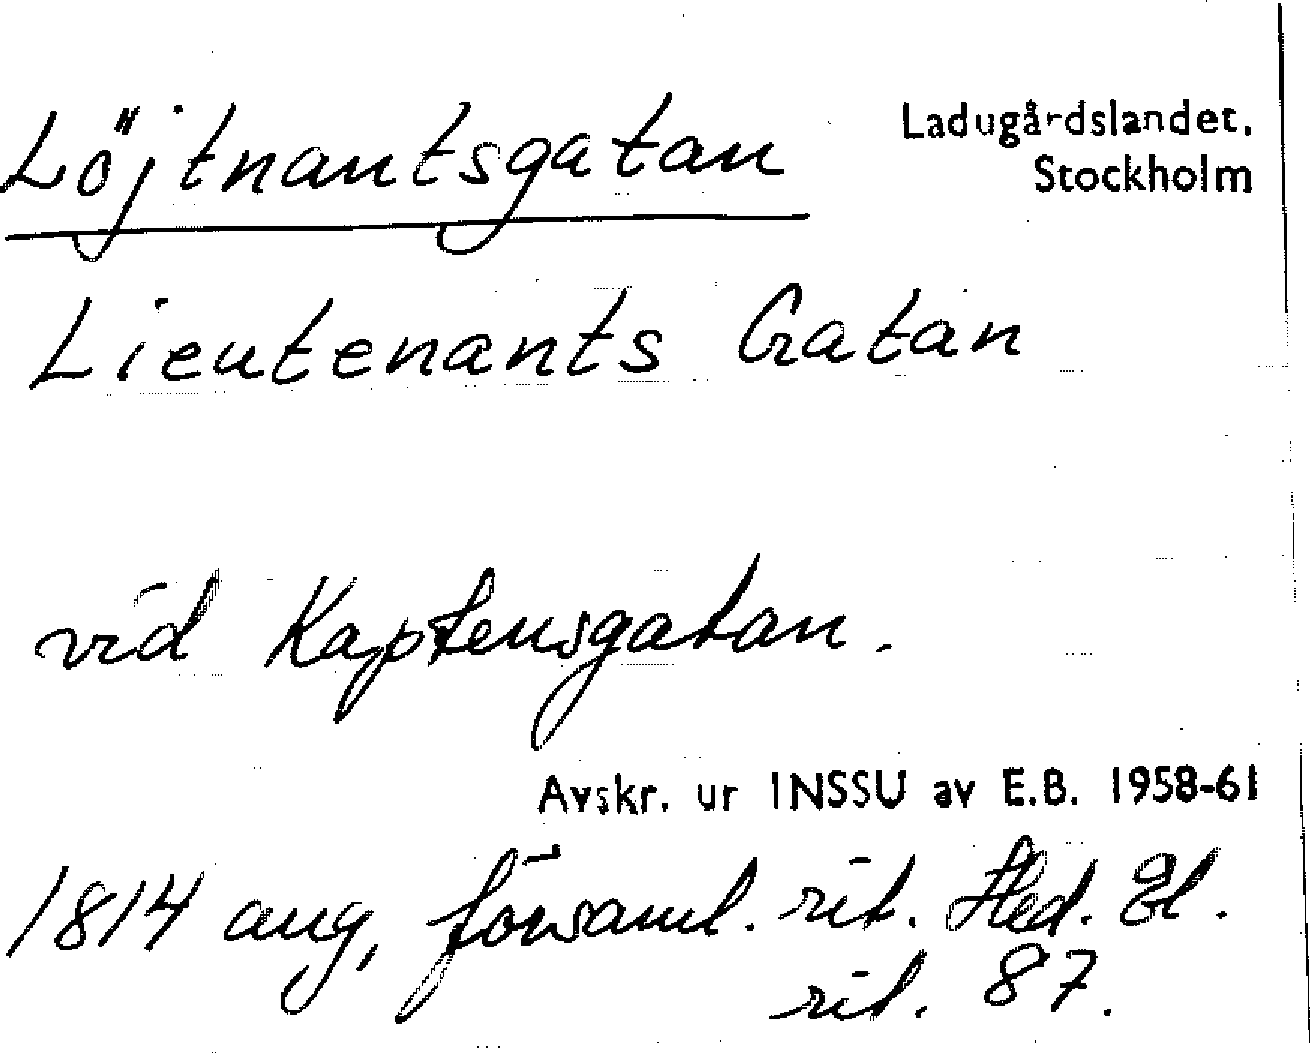 Löjtnantsgatan
Ladugårdslandet.
Stockholm
Lieutenants Gatan
vid Kaptensgatan.
Avskr. ur INSSU av E.B. 1958-61
1814 aug, församl. rit. Hed. El.
rit. 87.